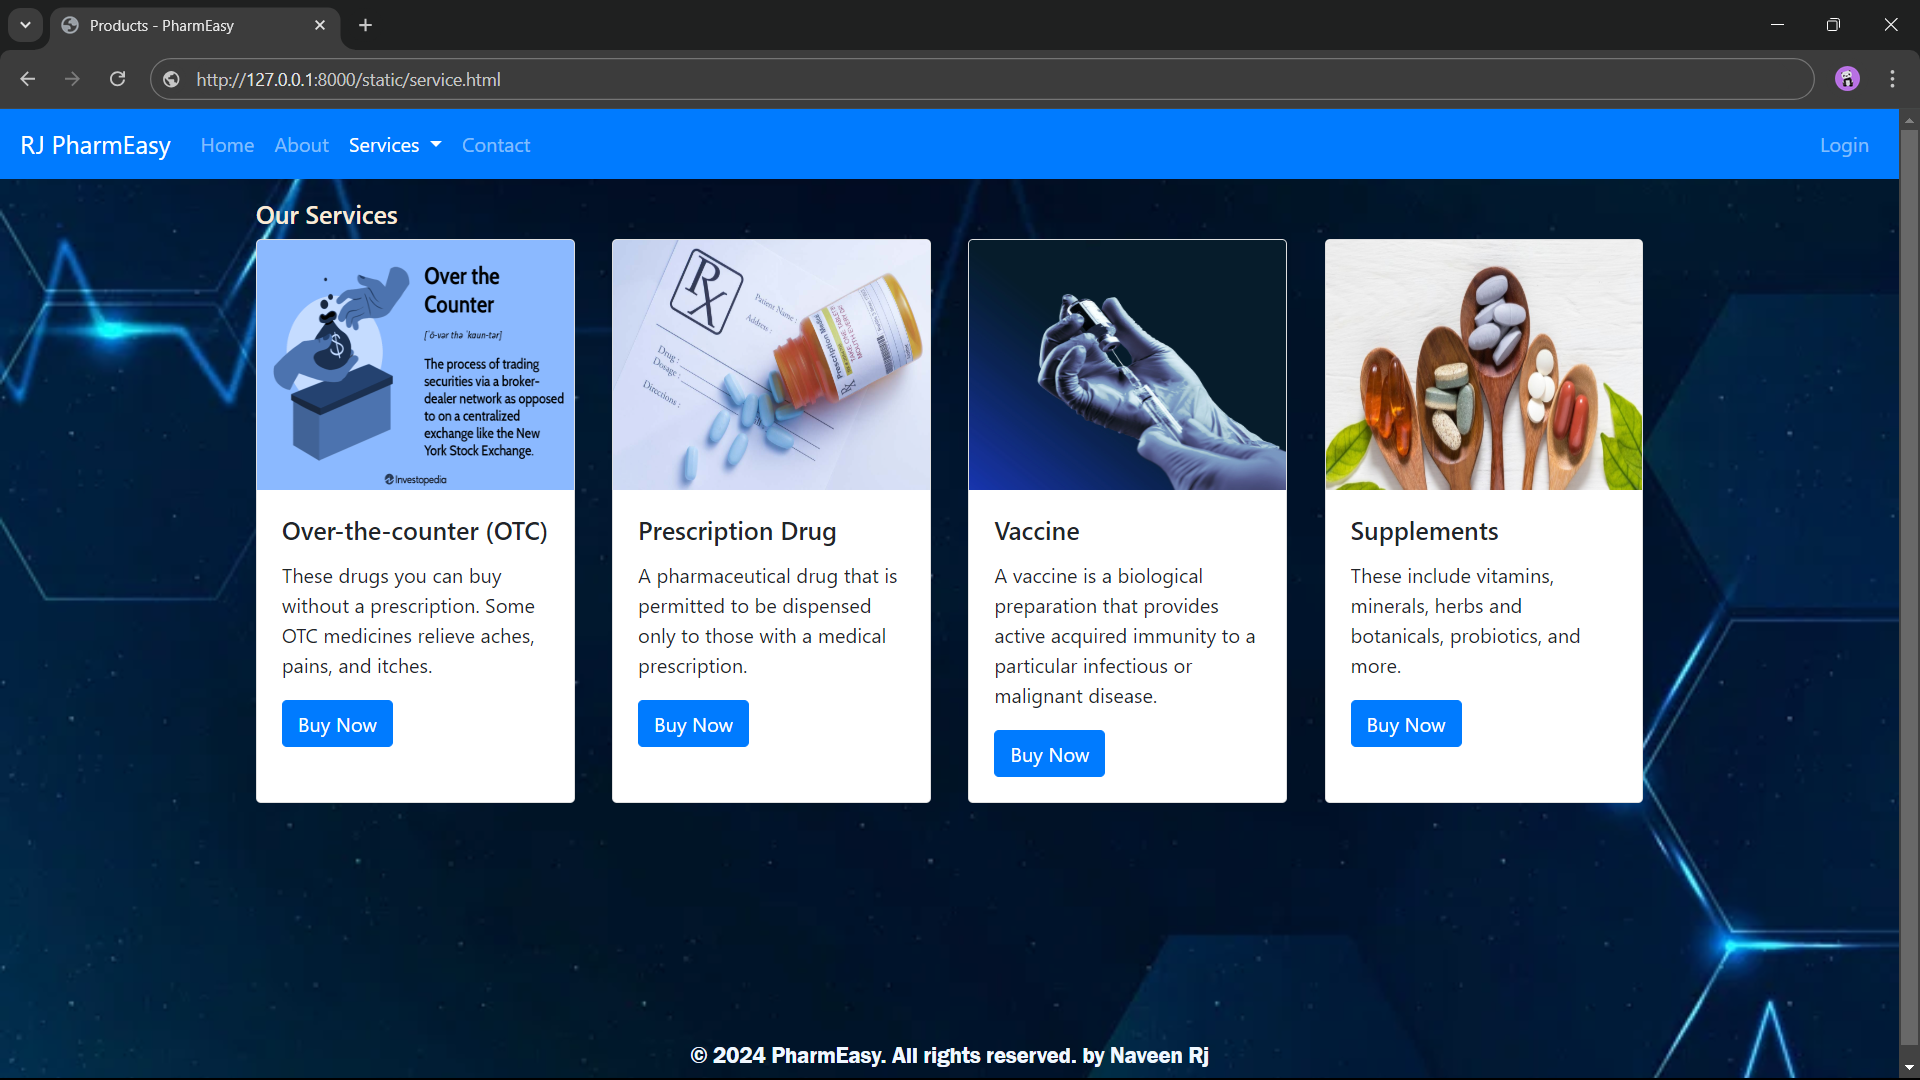 Products - PharmEasy
http://127.0.0.1:8000/static/service.html
RJ PharmEasy Home About Services Contact Login
Our Services
Over the
Counter
[ˈō-vər thə ˈkaun-tər]
The process of trading
securities via a broker-
dealer network as opposed
to on a centralized
exchange like the New
York Stock Exchange.
Investopedia
Over-the-counter (OTC)
These drugs you can buy
without a prescription. Some
OTC medicines relieve aches,
pains, and itches.
Buy Now
RX
Patient Name :
Address :
Drug :
Dosage :
Directions :
Prescription Medica
Prescription Drug
A pharmaceutical drug that is
permitted to be dispensed
only to those with a medical
prescription.
Buy Now
Vaccine
A vaccine is a biological
preparation that provides
active acquired immunity to a
particular infectious or
malignant disease.
Buy Now
Supplements
These include vitamins,
minerals, herbs and
botanicals, probiotics, and
more.
Buy Now
© 2024 PharmEasy. All rights reserved. by Naveen Rj